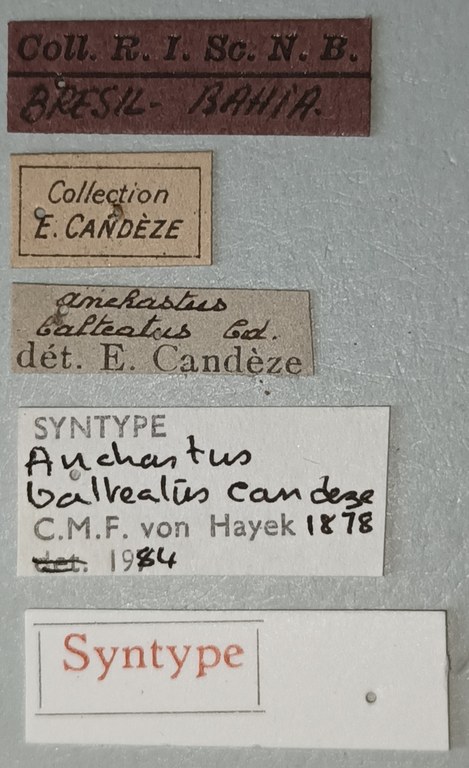 Coll. R. I. Sc. N. B.
BRESIL- BAHIA.
Collection
E. CANDÈZE
anchastus
balteatus Cd.
dét. E. Candèze
SYNTYPE
Anchastus
balteatus candeze
C.M.F. von Hayek 1878
det. 1984
Syntype